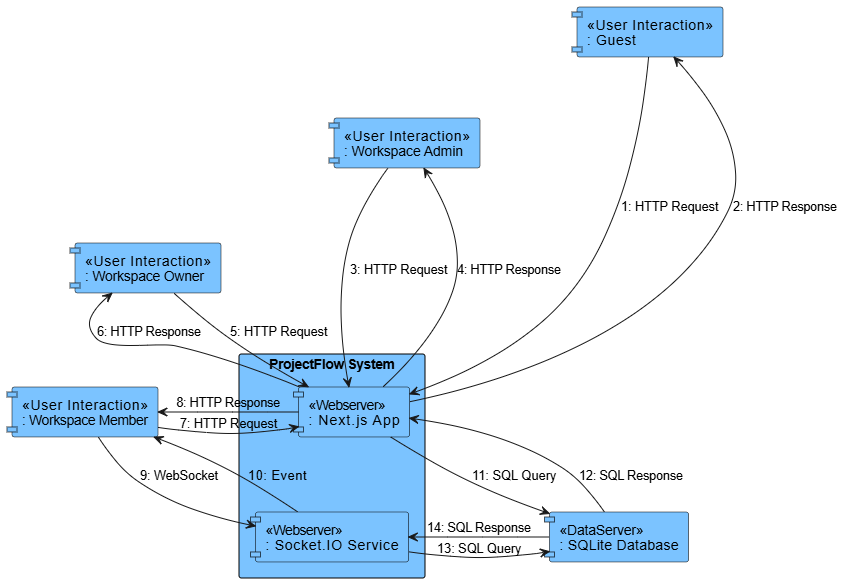 «User Interaction»
: Guest
«User Interaction»
: Workspace Admin
1: HTTP Request
2: HTTP Response
3: HTTP Request
4: HTTP Response
«User Interaction»
: Workspace Owner
6: HTTP Response
5: HTTP Request
ProjectFlow System
«User Interaction»
: Workspace Member
8: HTTP Response
7: HTTP Request
«Webserver»
: Next.js App
9: WebSocket
10: Event
11: SQL Query
12: SQL Response
«Webserver»
: Socket.IO Service
14: SQL Response
13: SQL Query
«DataServer»
: SQLite Database